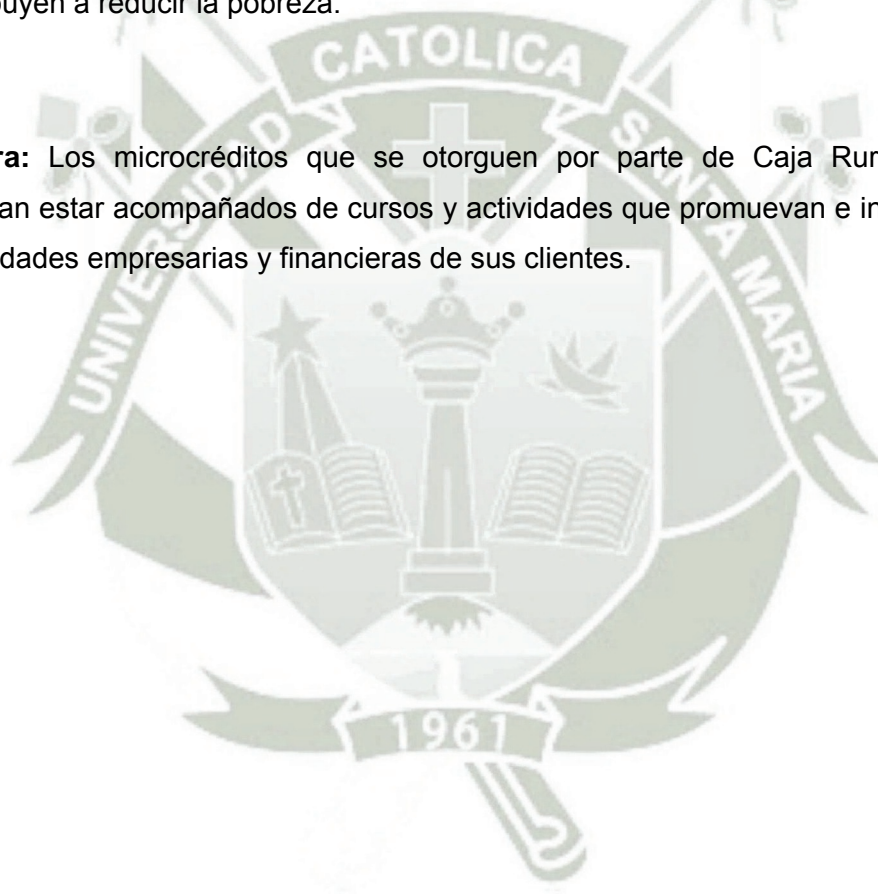 buyen a reducir la pobreza.
ra: Los microcréditos que se otorguen por parte de Caja Rur
an estar acompañados de cursos y actividades que promuevan e in
dades empresarias y financieras de sus clientes.
UNIVERSIDAD CATOLICA SANTA MARIA
1961